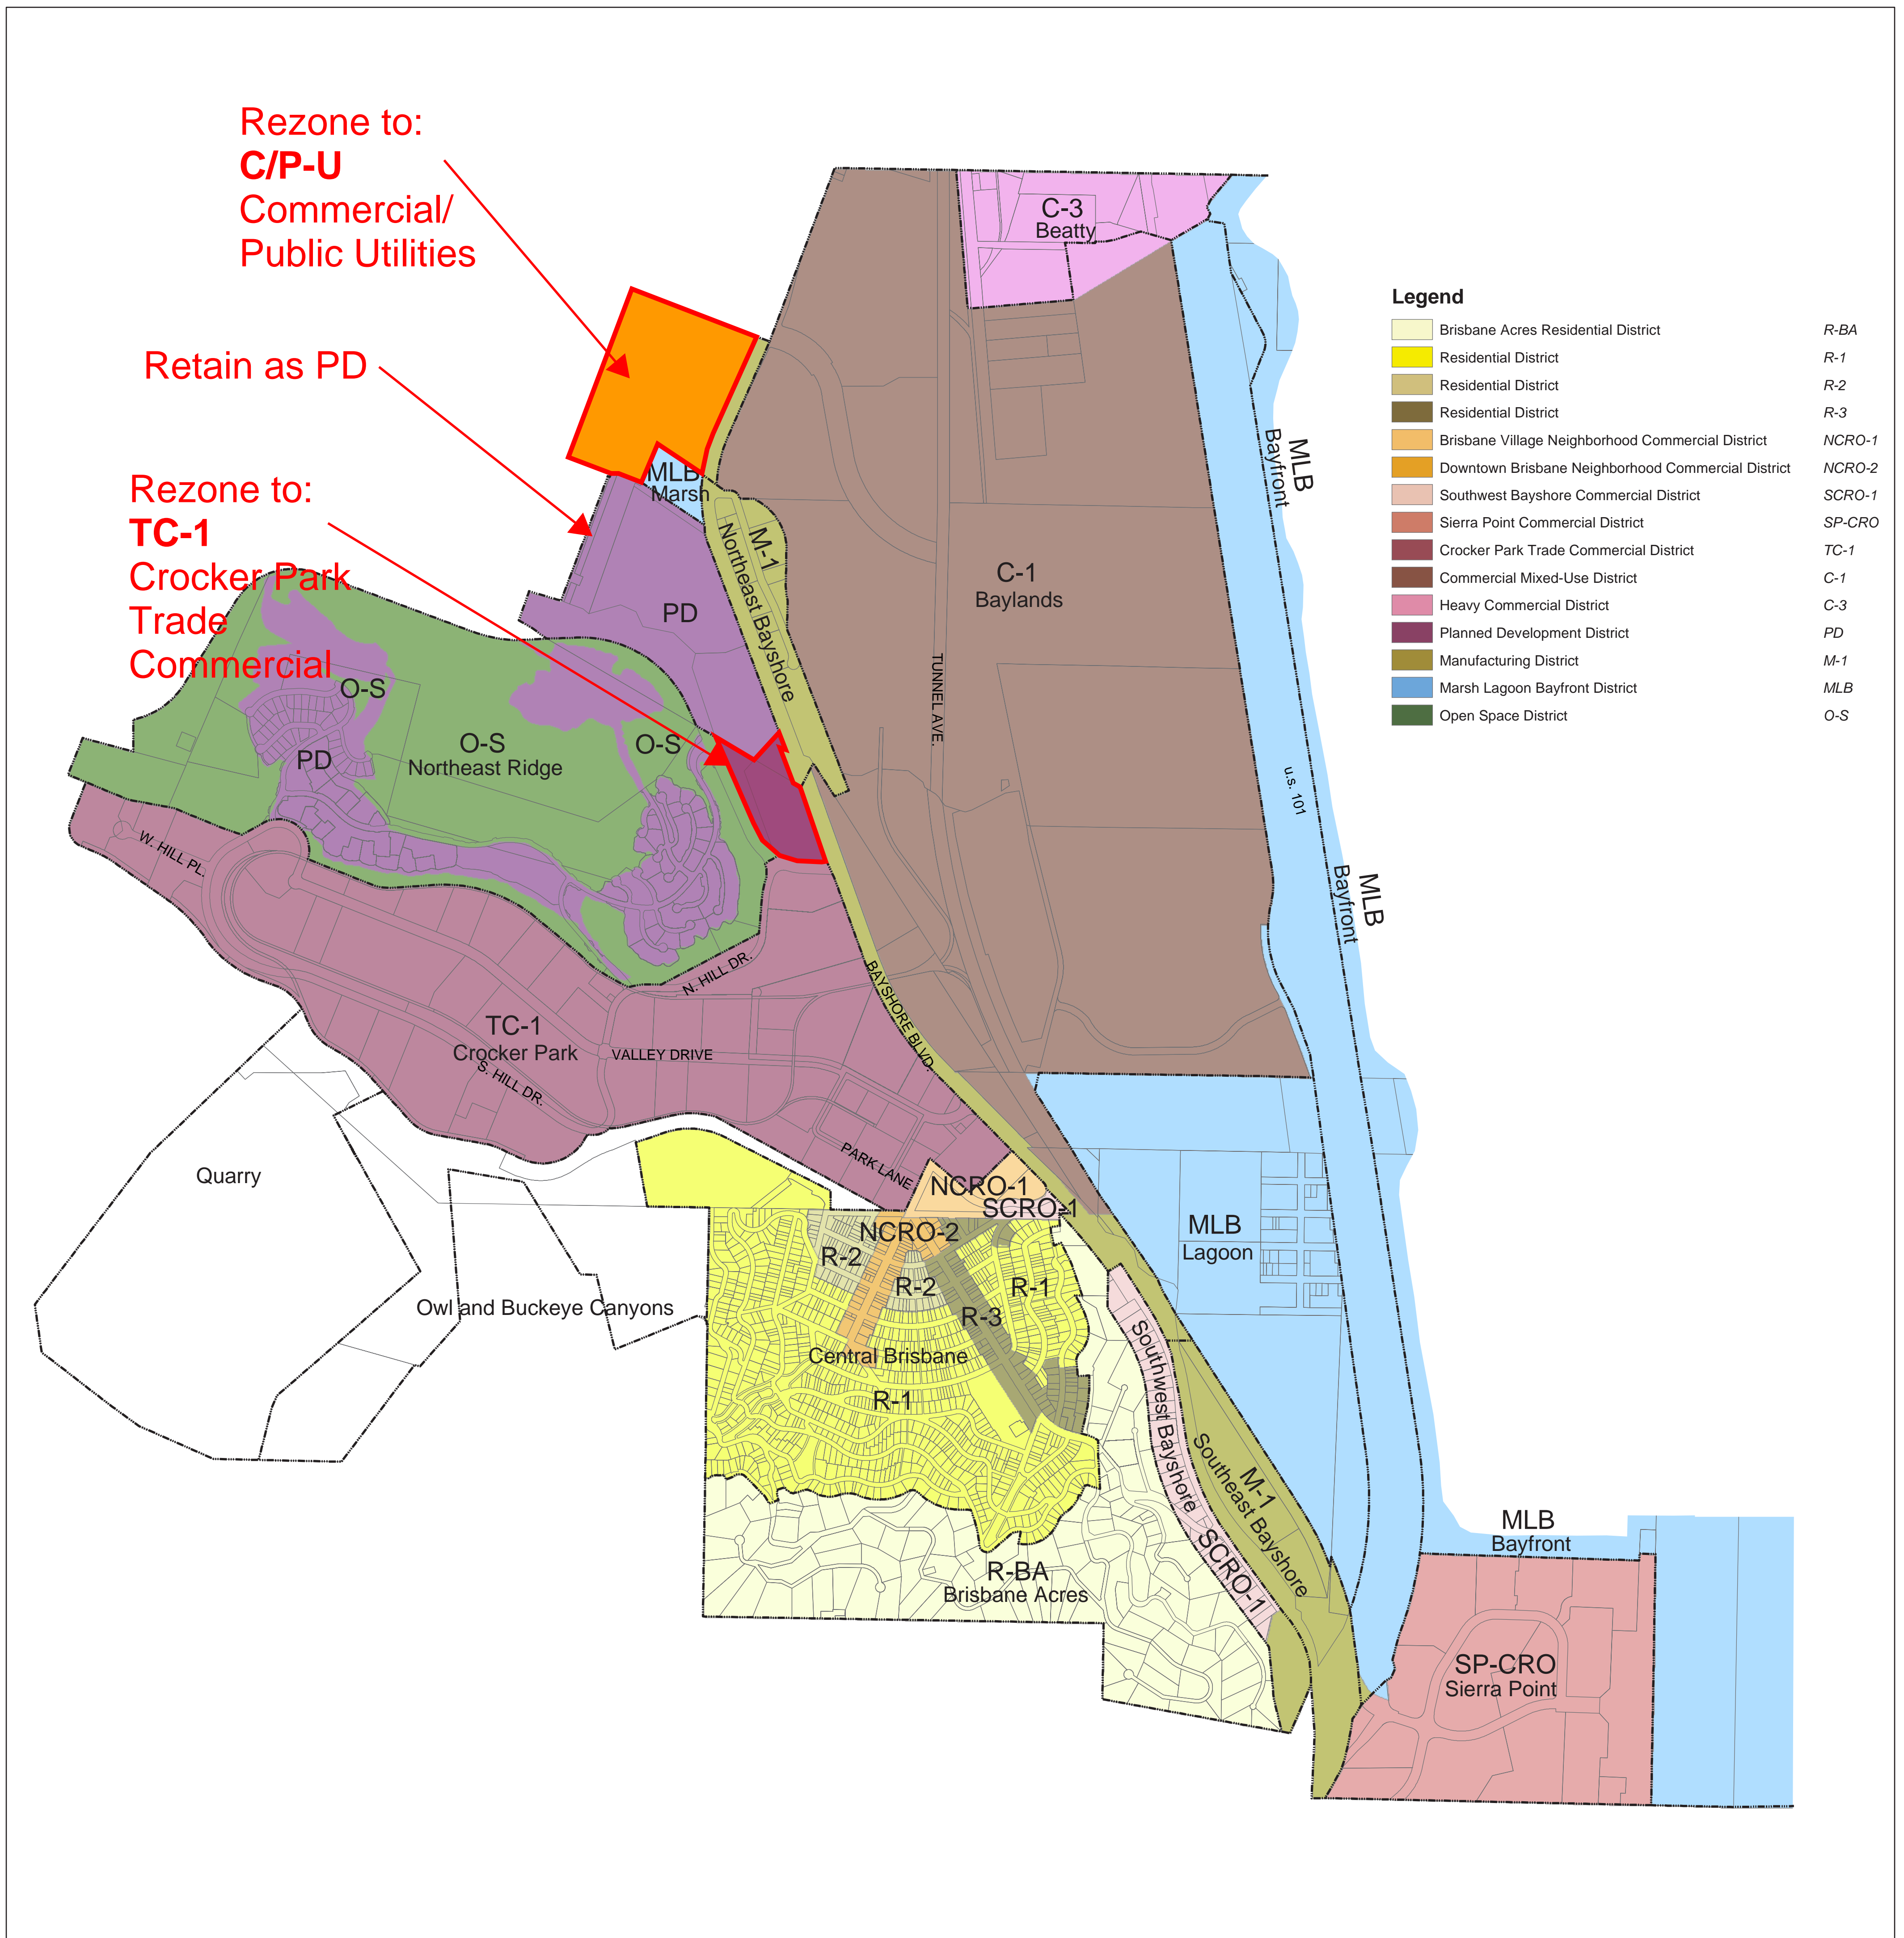 Rezone to:
C/P-U
Commercial/
Public Utilities
Retain as PD
Rezone to:
TC-1
Crocker Park
Trade
Commercial
C-3
Beatty
Legend
Brisbane Acres Residential District R-BA
Residential District R-1
Residential District R-2
Residential District R-3
Brisbane Village Neighborhood Commercial District NCRO-1
Downtown Brisbane Neighborhood Commercial District NCRO-2
Southwest Bayshore Commercial District SCRO-1
Sierra Point Commercial District SP-CRO
Crocker Park Trade Commercial District TC-1
Commercial Mixed-Use District C-1
Heavy Commercial District C-3
Planned Development District PD
Manufacturing District M-1
Marsh Lagoon Bayfront District MLB
Open Space District O-S
MLB
Bayfront
MLB
Marsh
M-1
Northeast Bayshore
C-1
Baylands
PD
TUNNEL AVE.
O-S
O-S
Northeast Ridge
O-S
PD
u.s. 101
W. HILL PL.
MLB
Bayfront
N. HILL DR.
BAYSHORE BLVD.
TC-1
Crocker Park
VALLEY DRIVE
S. HILL DR.
PARK LANE
Quarry
NCRO-1
SCRO-1
NCRO-2
MLB
Lagoon
R-2
R-2
R-1
R-3
Owl and Buckeye Canyons
Central Brisbane
R-1
Southwest Bayshore
SCRO-1
M-1
Southeast Bayshore
MLB
Bayfront
R-BA
Brisbane Acres
SP-CRO
Sierra Point